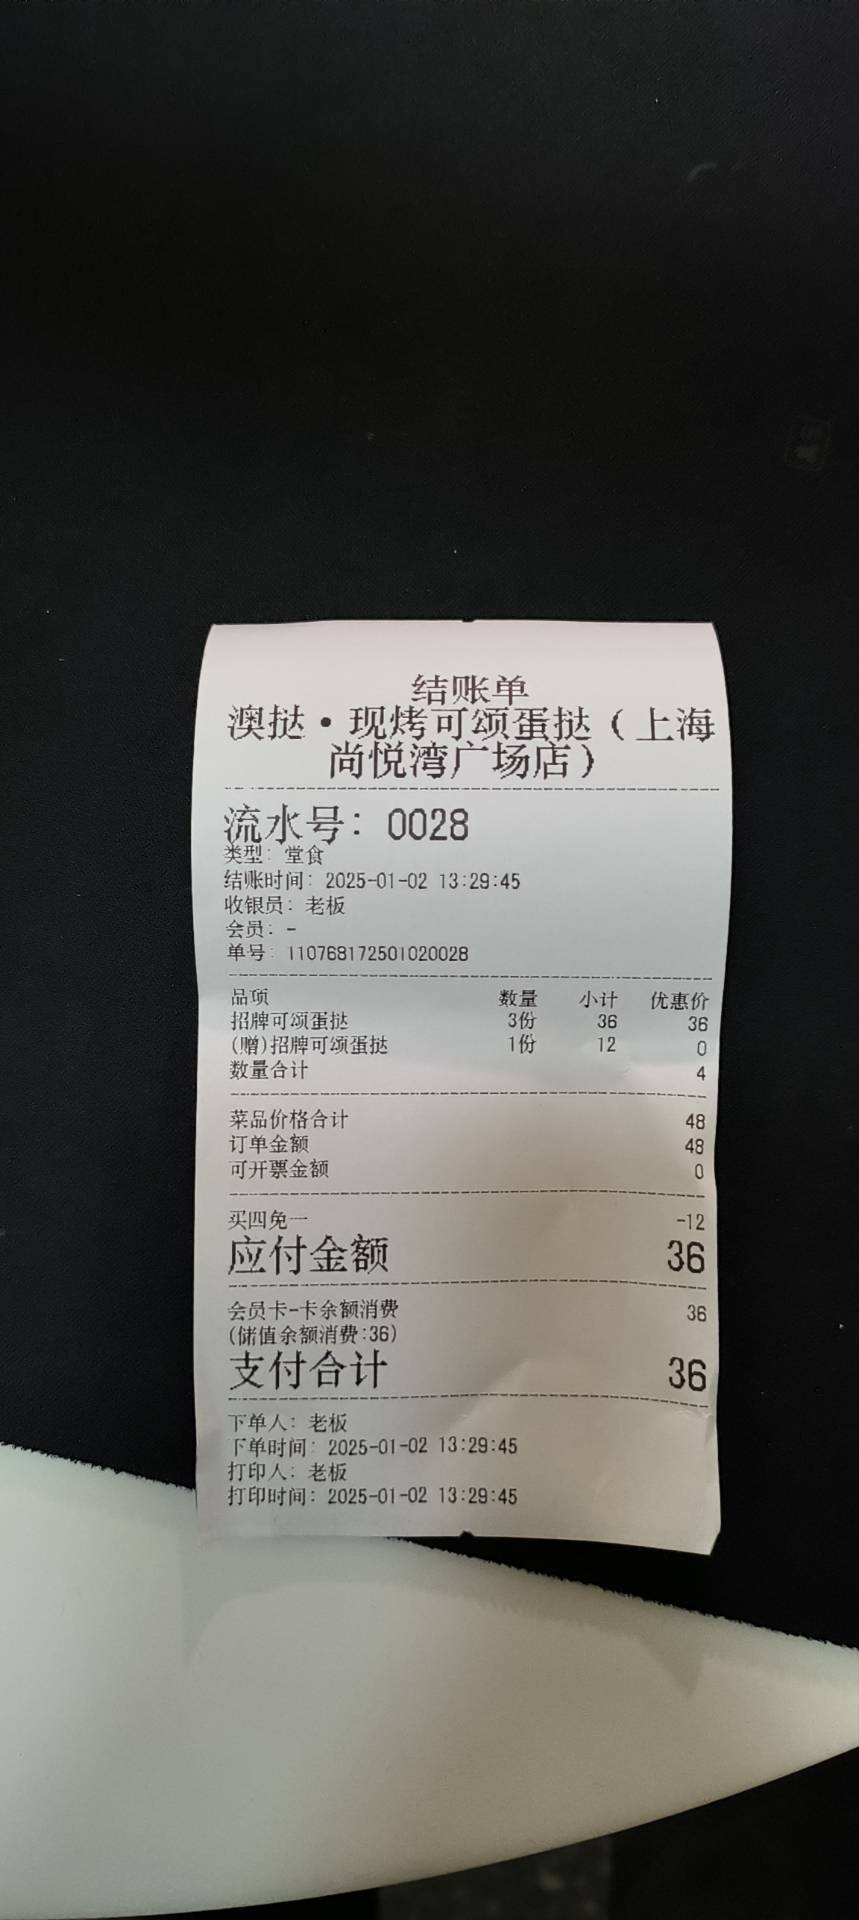 结账单
澳挞·现烤可颂蛋挞（上海
尚悦湾广场店）
流水号: 0028
类型: 堂食
结账时间: 2025-01-02 13:29:45
收银员: 老板
会员: -
单号: 110768172501020028
品项 数量 小计 优惠价
招牌可颂蛋挞 3份 36 36
(赠)招牌可颂蛋挞 1份 12 0
数量合计 4
菜品价格合计 48
订单金额 48
可开票金额 0
买四免一 -12
应付金额 36
会员卡-卡余额消费 36
(储值余额消费:36)
支付合计 36
下单人: 老板
下单时间: 2025-01-02 13:29:45
打印人: 老板
打印时间: 2025-01-02 13:29:45